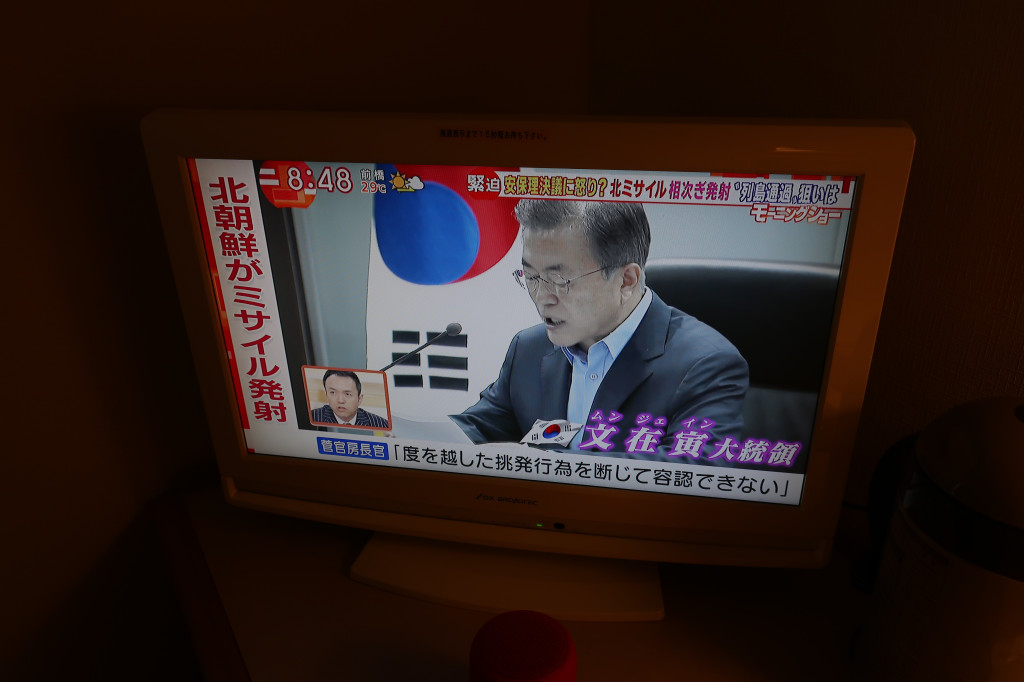 8:48
前橋
29℃
緊迫 安保理決議に怒り?北ミサイル相次ぎ発射"列島通過"狙いは
モーニングショー
北朝鮮がミサイル発射
ムン ジェ イン
文在寅大統領
菅官房長官「度を越した挑発行為を断じて容認できない」